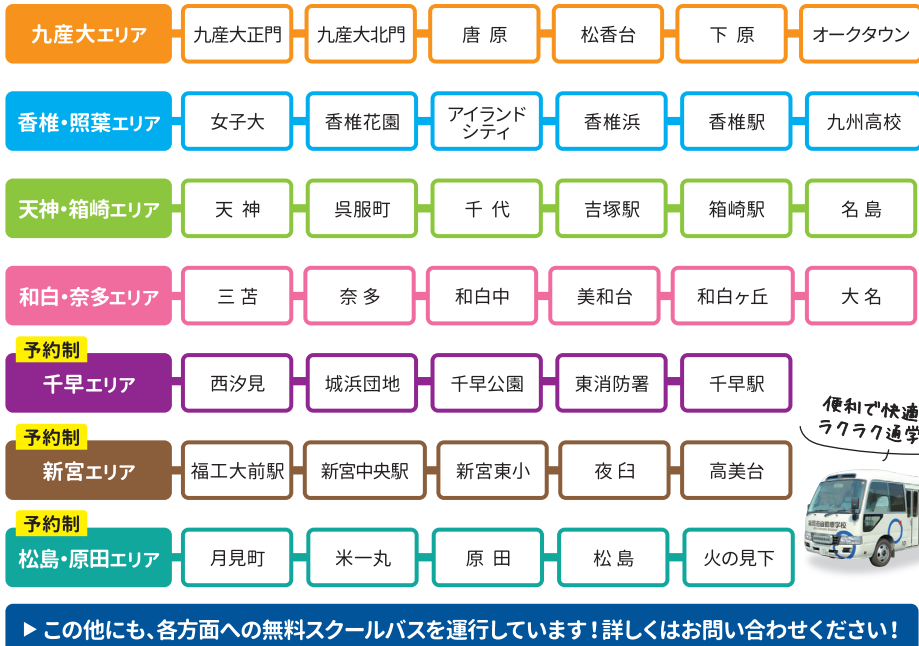 九産大エリア 九産大正門 九産大北門 唐原 松香台 下原 オークタウン
香椎・照葉エリア 女子大 香椎花園 アイランド シティ 香椎浜 香椎駅 九州高校
天神・箱崎エリア 天神 呉服町 千代 吉塚駅 箱崎駅 名島
和白・奈多エリア 三苫 奈多 和白中 美和台 和白ヶ丘 大名
予約制
千早エリア 西汐見 城浜団地 千早公園 東消防署 千早駅
便利で快適
ラクラク通学
予約制
新宮エリア 福工大前駅 新宮中央駅 新宮東小 夜臼 高美台
予約制
松島・原田エリア 月見町 米一丸 原田 松島 火の見下
▶この他にも、各方面への無料スクールバスを運行しています!詳しくはお問い合わせください!